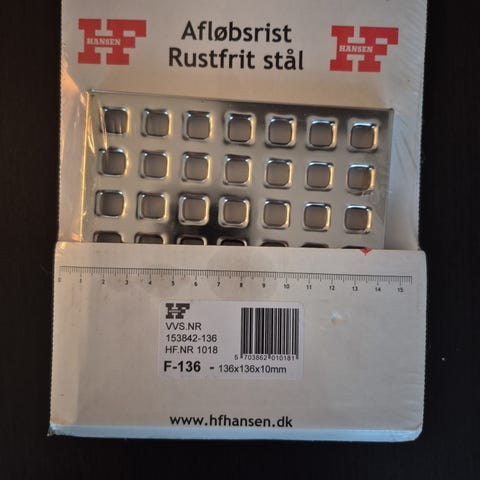 HF
HANSEN
Afløbsrist
Rustfrit stål
HF
HANSEN
0 1 2 3 4 5 6 7 8 9 10 11 12 13 14 15
HF
VVS.NR
153842-136
HF.NR 1018
5 703862 010181
F-136 - 136x136x10mm
www.hfhansen.dk